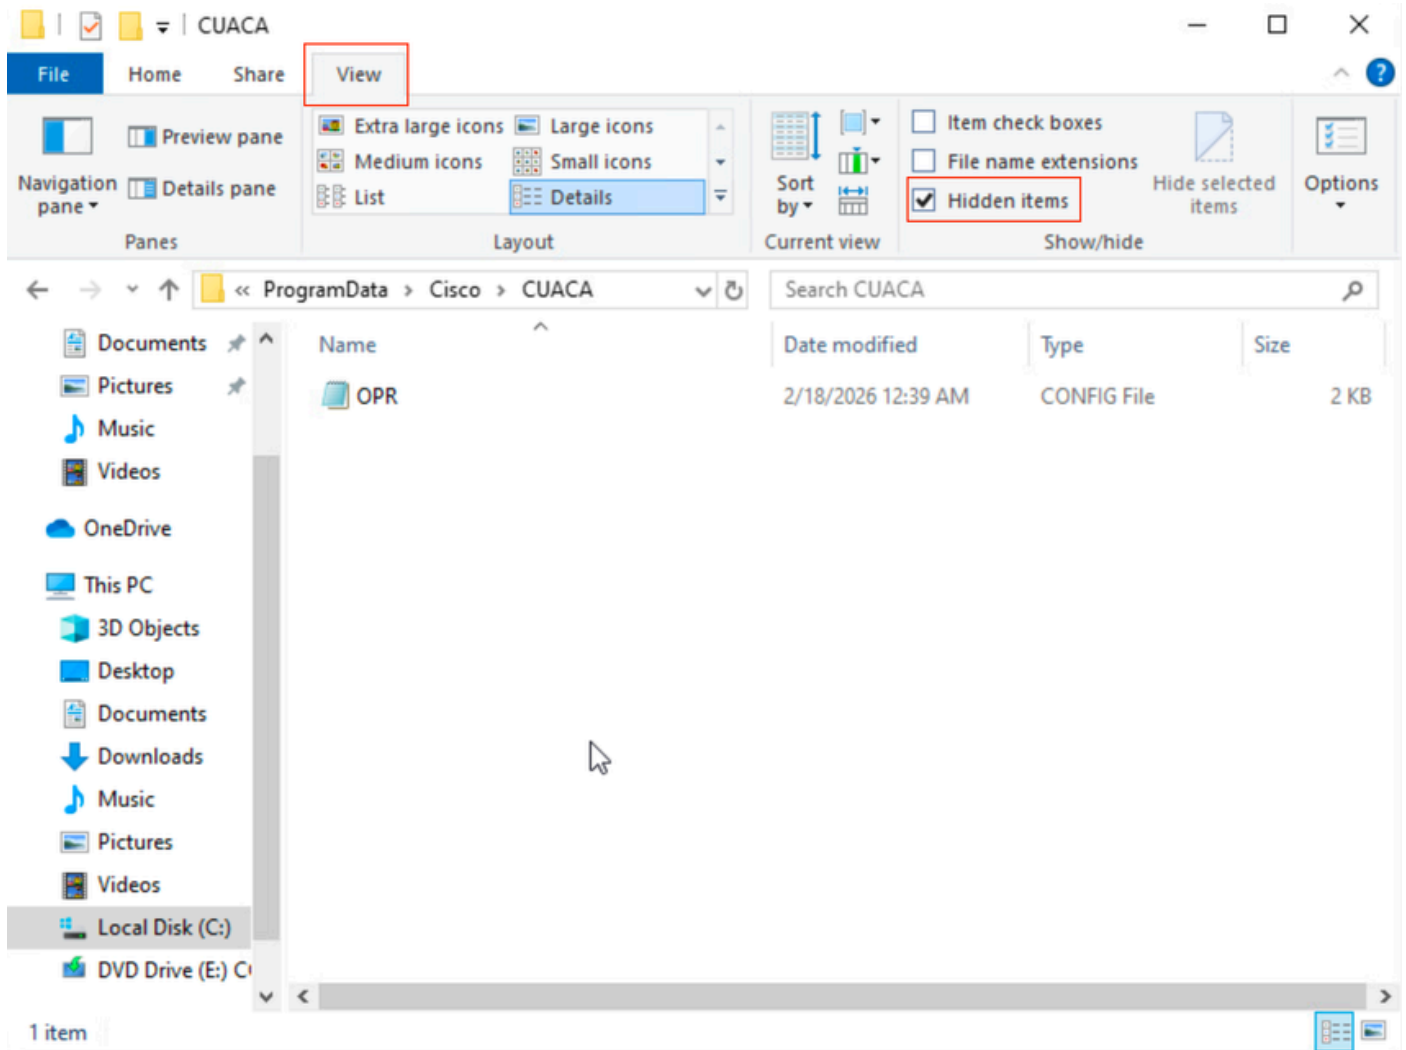 CUACA
File Home Share View
Navigation pane
Preview pane
Details pane
Panes
Extra large icons Large icons
Medium icons Small icons
List Details
Layout
Sort by
Current view
Item check boxes
File name extensions
Hidden items
Hide selected items
Show/hide
Options
« ProgramData > Cisco > CUACA
Search CUACA
Documents
Pictures
Music
Videos
OneDrive
This PC
3D Objects
Desktop
Documents
Downloads
Music
Pictures
Videos
Local Disk (C:)
DVD Drive (E:) C
Name Date modified Type Size
OPR 2/18/2026 12:39 AM CONFIG File 2 KB
1 item